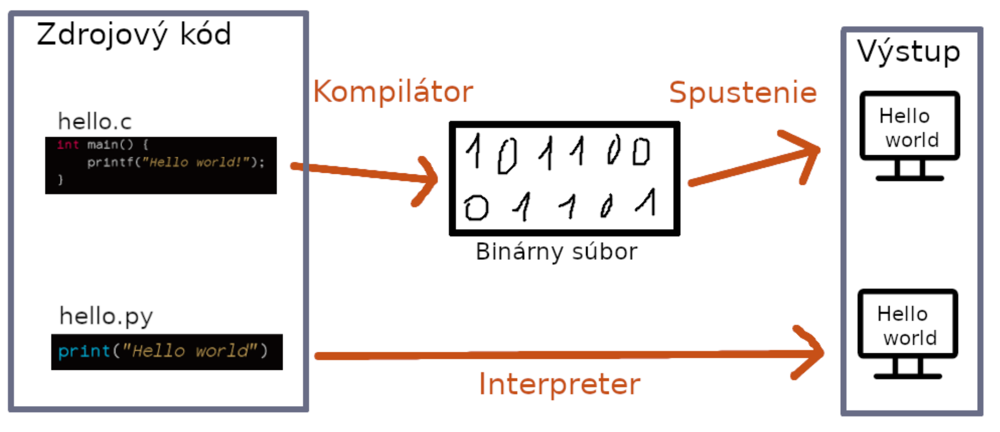 Zdrojový kód
hello.c
int main() {
printf("Hello world!");
}
hello.py
print("Hello world")
Kompilátor
1 0 1 1 0 0
0 1 1 0 1
Binárny súbor
Spustenie
Interpreter
Výstup
Hello
world
Hello
world